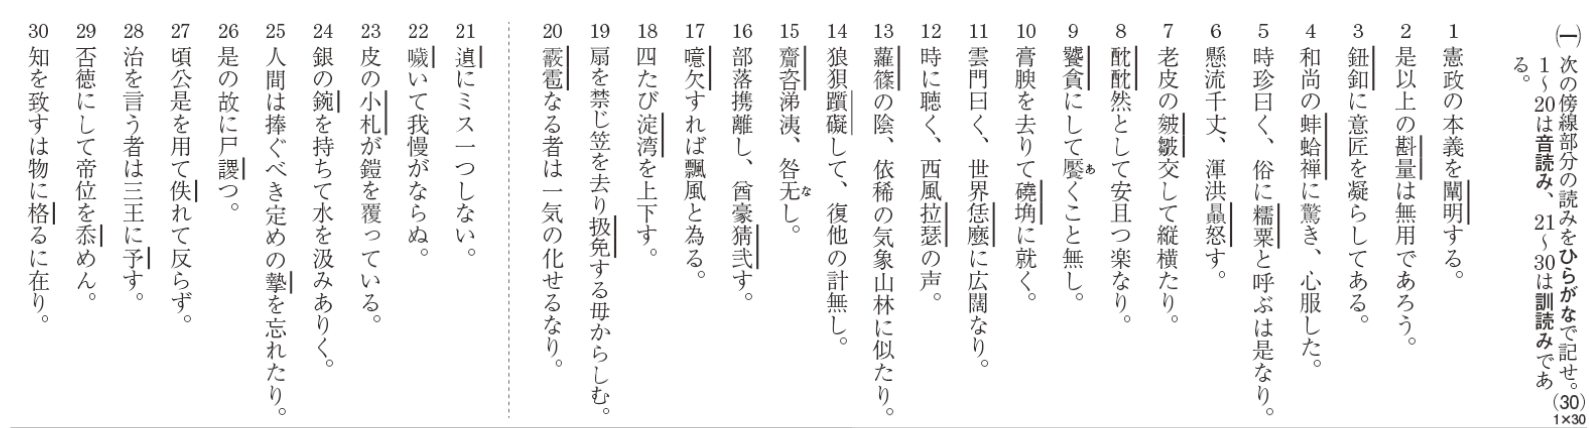 ㈠ 次の傍線部分の読みをひらがなで記せ。(30)
1×30
1~20は音読み、21~30は訓読みであ
る。
1 憲政の本義を闡明する。
2 是以上の斟量は無用であろう。
3 鈕釦に意匠を凝らしてある。
4 和尚の蚌蛤禅に驚き、心服した。
5 時珍曰く、俗に糯粟と呼ぶは是なり。
6 懸流千丈、渾洪贔怒す。
7 老皮の皴皺交して縦横たり。
8 酖酖然として安且つ楽なり。
9 饕貪にして饜あくこと無し。
10 膏腴を去りて磽埆に就く。
11 雲門曰く、世界恁麼に広闊なり。
12 時に聴く、西風拉瑟の声。
13 蘿篠の陰、依稀の気象山林に似たり。
14 狼狽躓礙して、復他の計無し。
15 齎咨涕洟、咎无なし。
16 部落携離し、酋豪猜弐す。
17 噫欠すれば飄風と為る。
18 四たび淀湾を上下す。
19 扇を禁じ笠を去り扱免する毋からしむ。
20 霰雹なる者は一気の化せるなり。
21 遉にミス一つしない。
22 噦いて我慢がならぬ。
23 皮の小札が鎧を覆っている。
24 銀の鋺を持ちて水を汲みありく。
25 人間は捧ぐべき定めの摯を忘れたり。
26 是の故に尸謖つ。
27 頃公是を用て佚れて反らず。
28 治を言う者は三王に予す。
29 否徳にして帝位を忝めん。
30 知を致すは物に格るに在り。